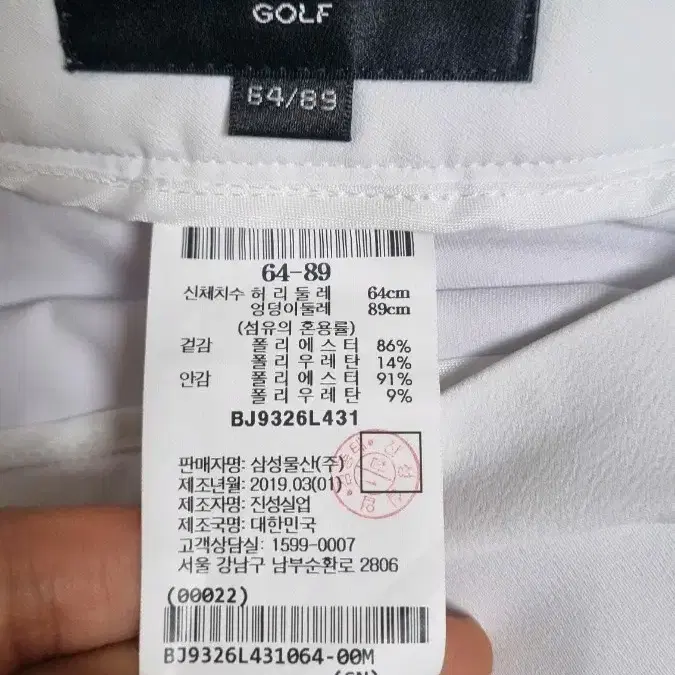 GOLF
64/89
64-89
신체치수 허 리 둘 레 64cm
엉덩이둘레 89cm
(섬유의 혼용률)
겉감 폴 리 에 스 터 86%
폴 리 우 레 탄 14%
안감 폴 리 에 스 터 91%
폴 리 우 레 탄 9%
BJ9326L431
판매자명: 삼성물산(주)
제조년월: 2019.03(01)
제조자명: 진성실업
제조국명: 대한민국
고객상담실: 1599-0007
서울 강남구 남부순환로 2806
(00022)
BJ9326L431064-00M